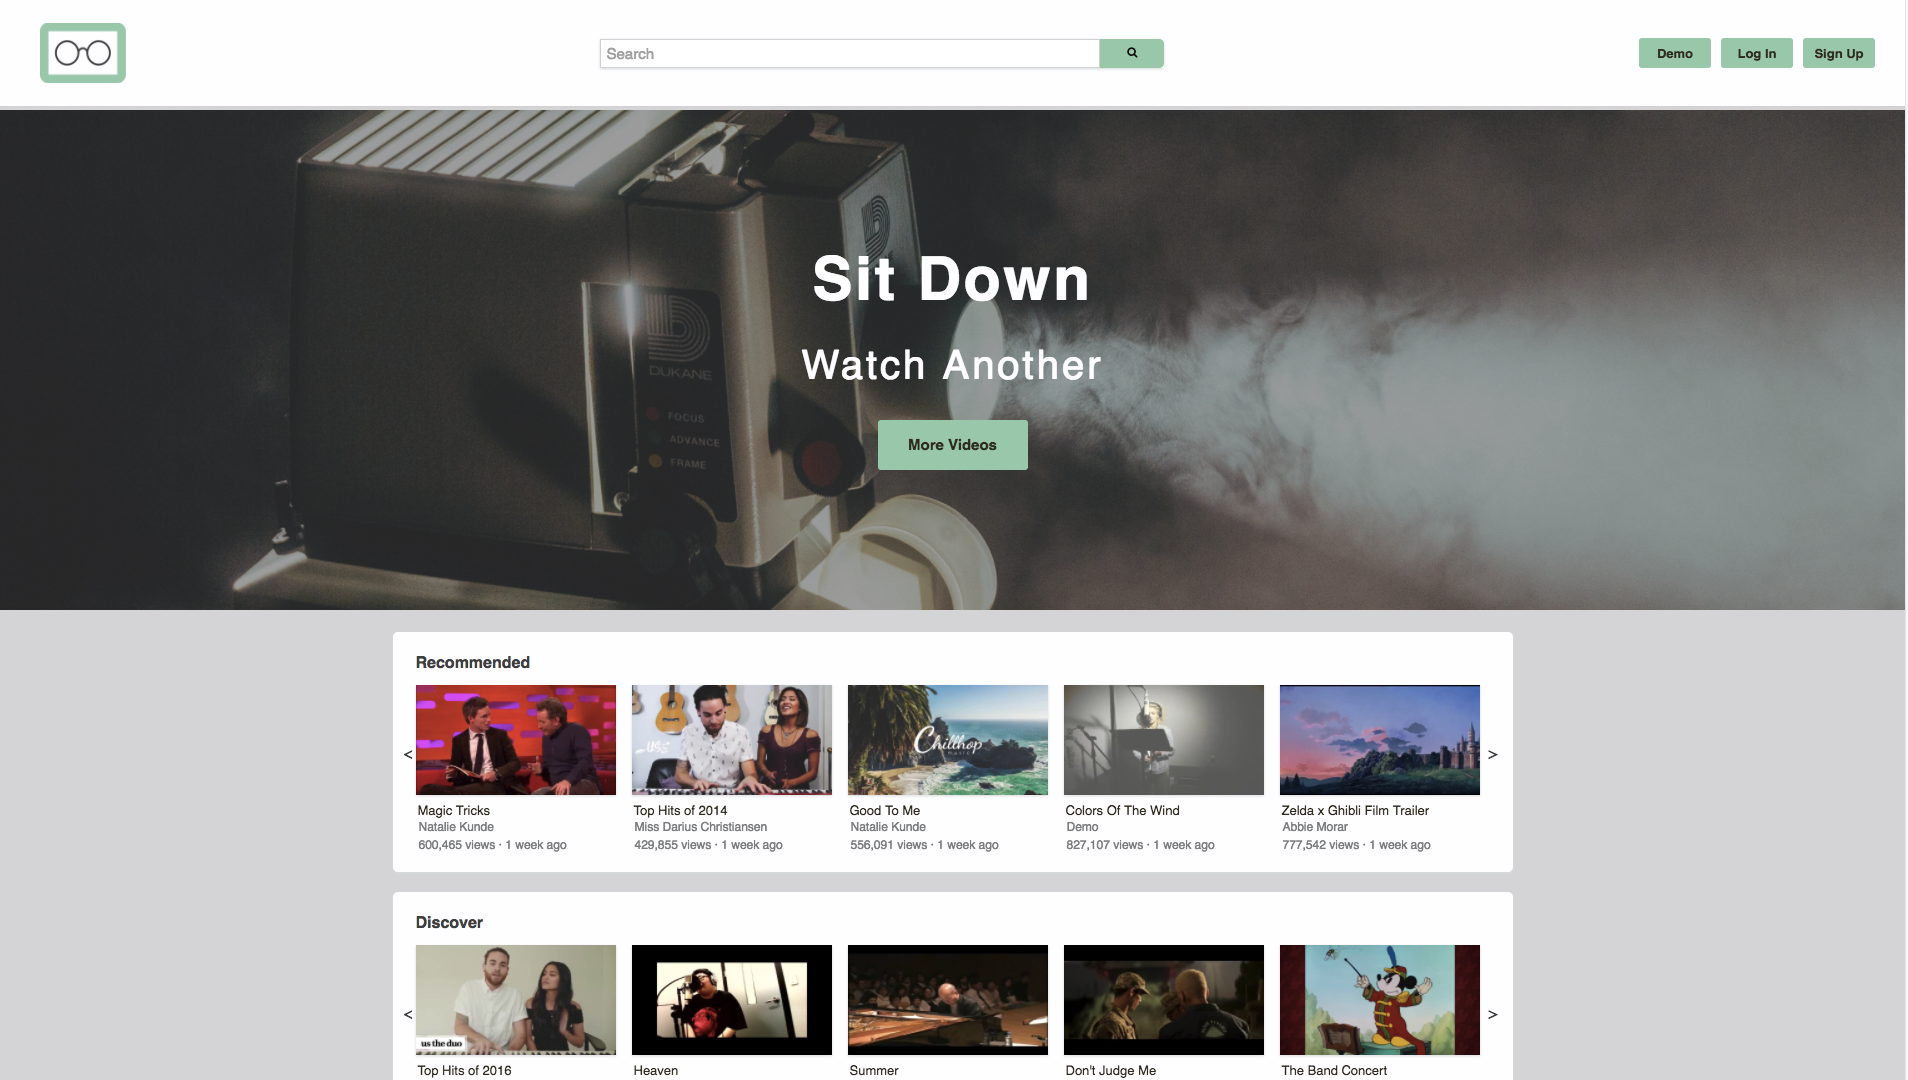 Search
Demo
Log In
Sign Up
Sit Down
Watch Another
More Videos
DUKANE
FOCUS
ADVANCE
FRAME
Recommended
<
Chillhop
music
>
Magic Tricks
Natalie Kunde
600,465 views · 1 week ago
Top Hits of 2014
Miss Darius Christiansen
429,855 views · 1 week ago
Good To Me
Natalie Kunde
556,091 views · 1 week ago
Colors Of The Wind
Demo
827,107 views · 1 week ago
Zelda x Ghibli Film Trailer
Abbie Morar
777,542 views · 1 week ago
Discover
<
us the duo
>
Top Hits of 2016
Heaven
Summer
Don't Judge Me
The Band Concert